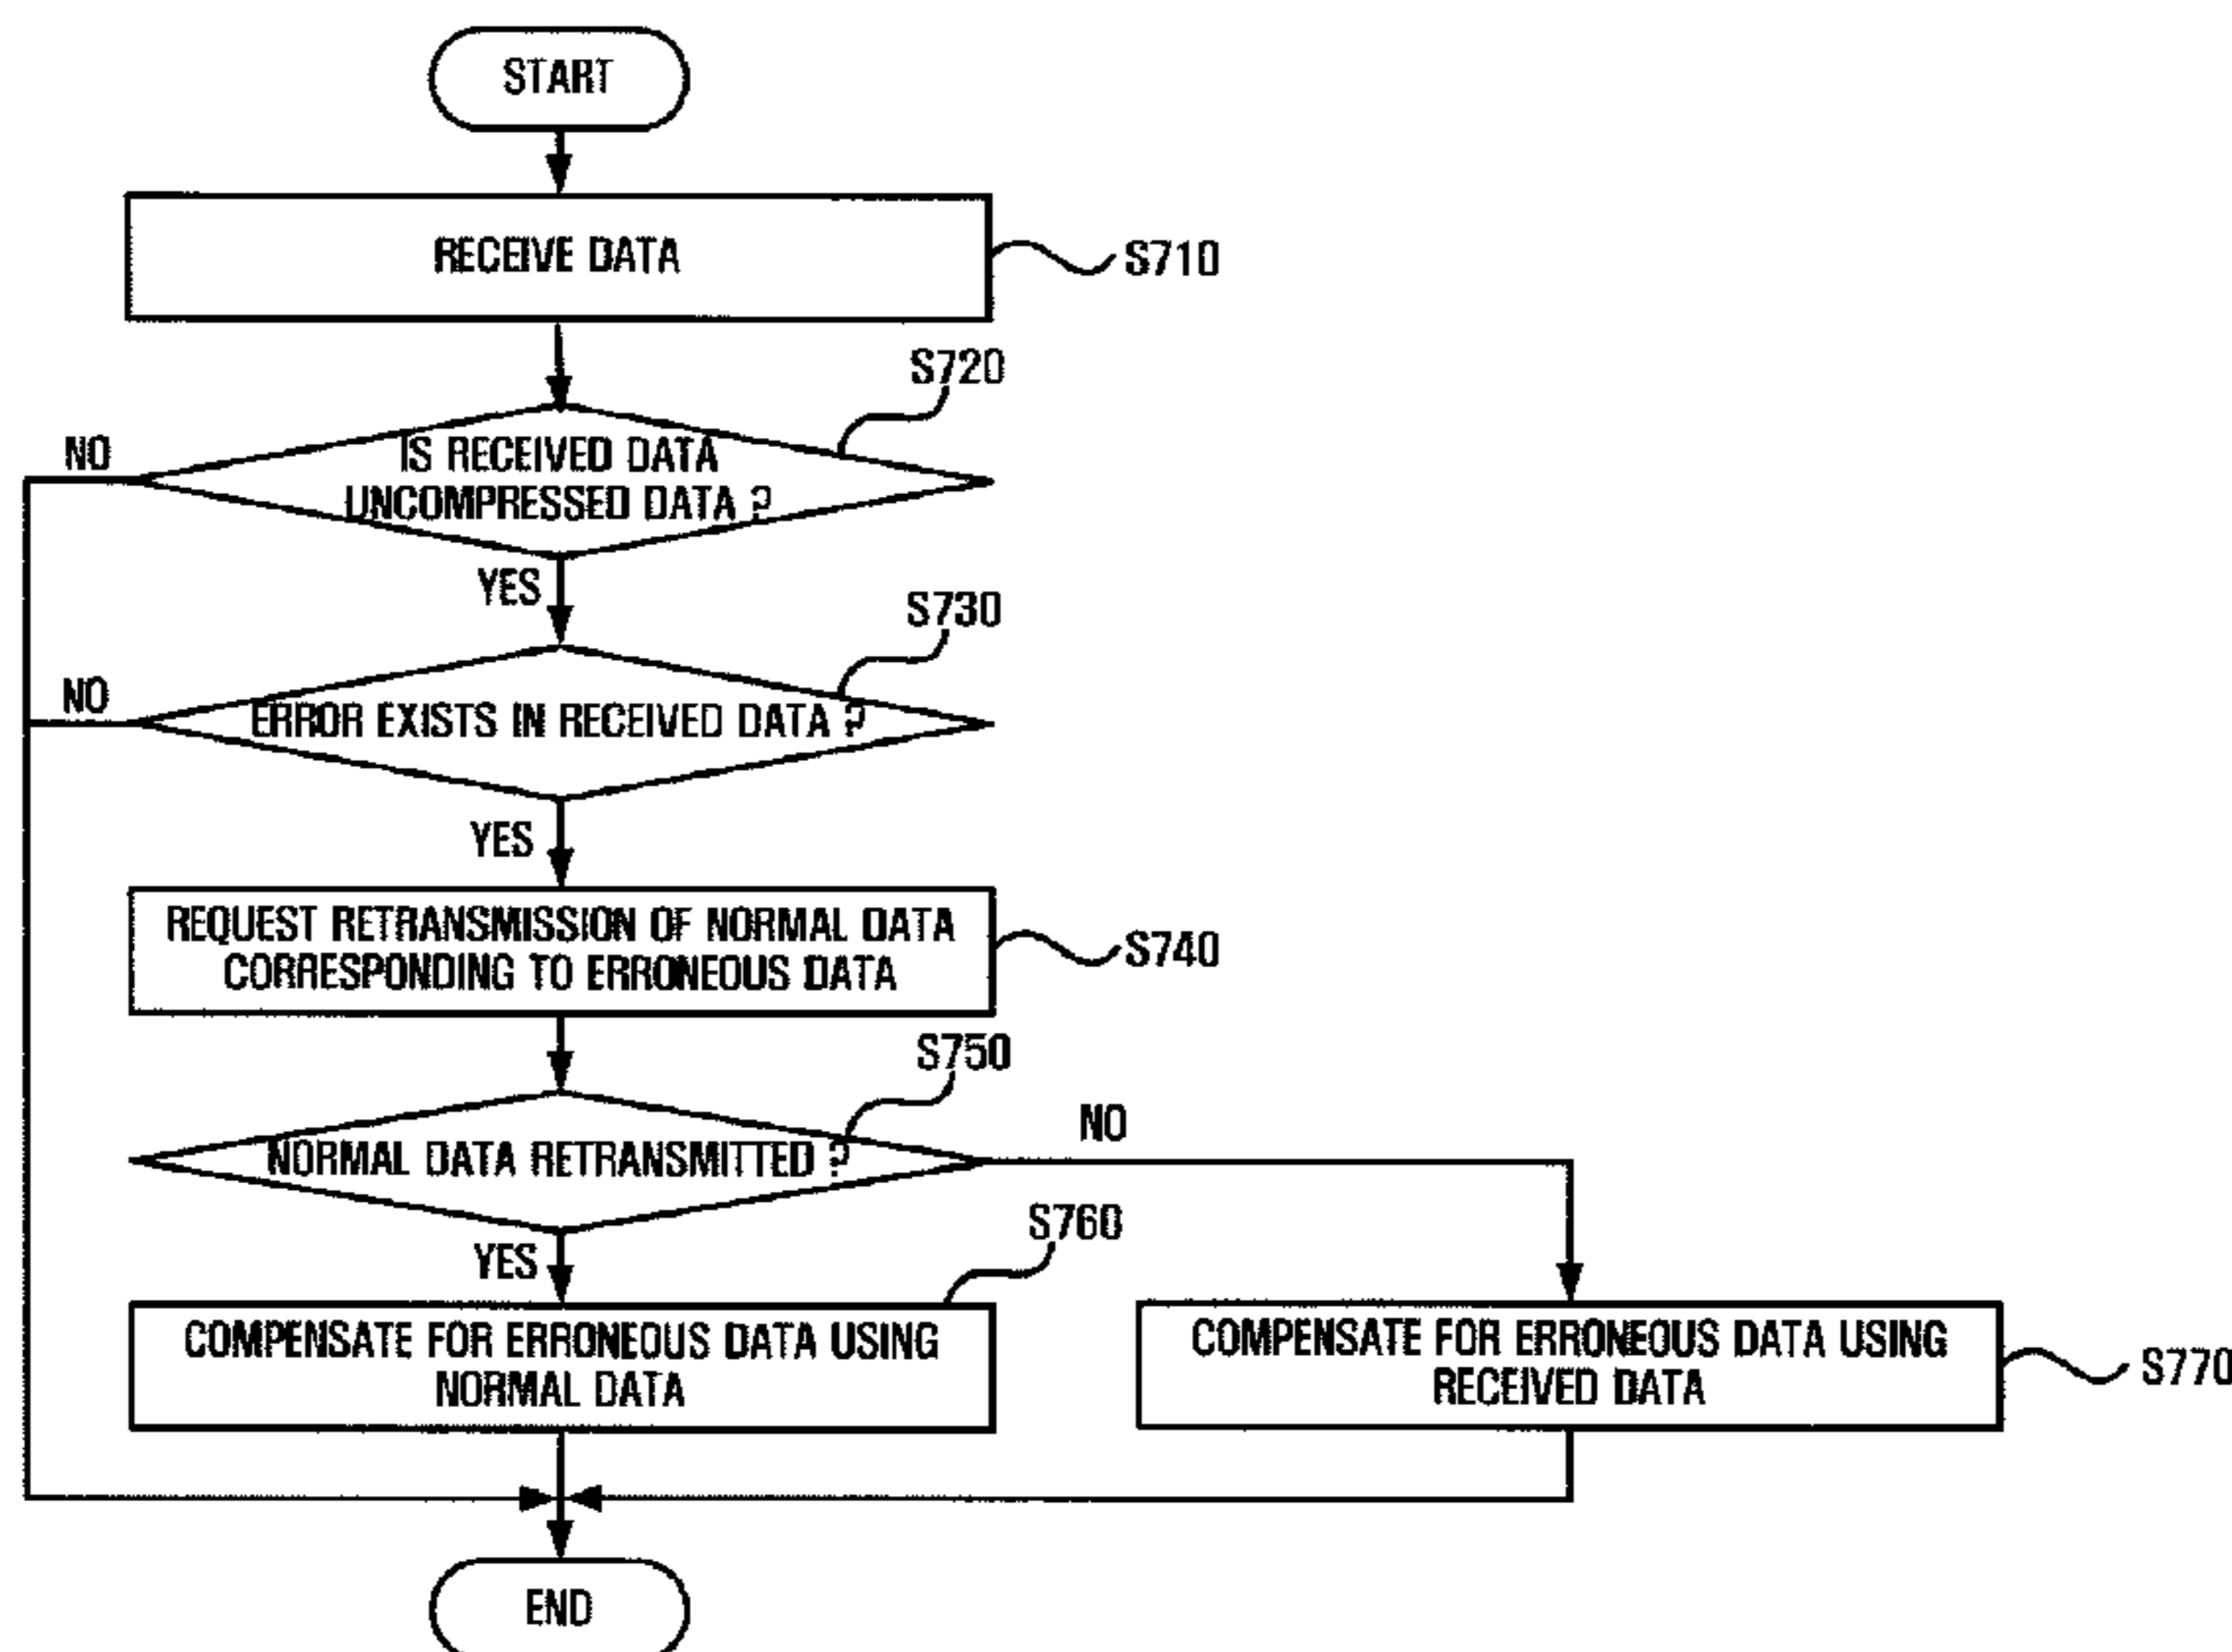 START
RECEIVE DATA
S710
S720
NO
IS RECEIVED DATA
UNCOMPRESSED DATA ?
YES
S730
NO
ERROR EXISTS IN RECEIVED DATA ?
YES
REQUEST RETRANSMISSION OF NORMAL DATA
CORRESPONDING TO ERRONEOUS DATA
S740
S750
NO
NORMAL DATA RETRANSMITTED ?
YES
S760
COMPENSATE FOR ERRONEOUS DATA USING
NORMAL DATA
COMPENSATE FOR ERRONEOUS DATA USING
RECEIVED DATA
S770
END